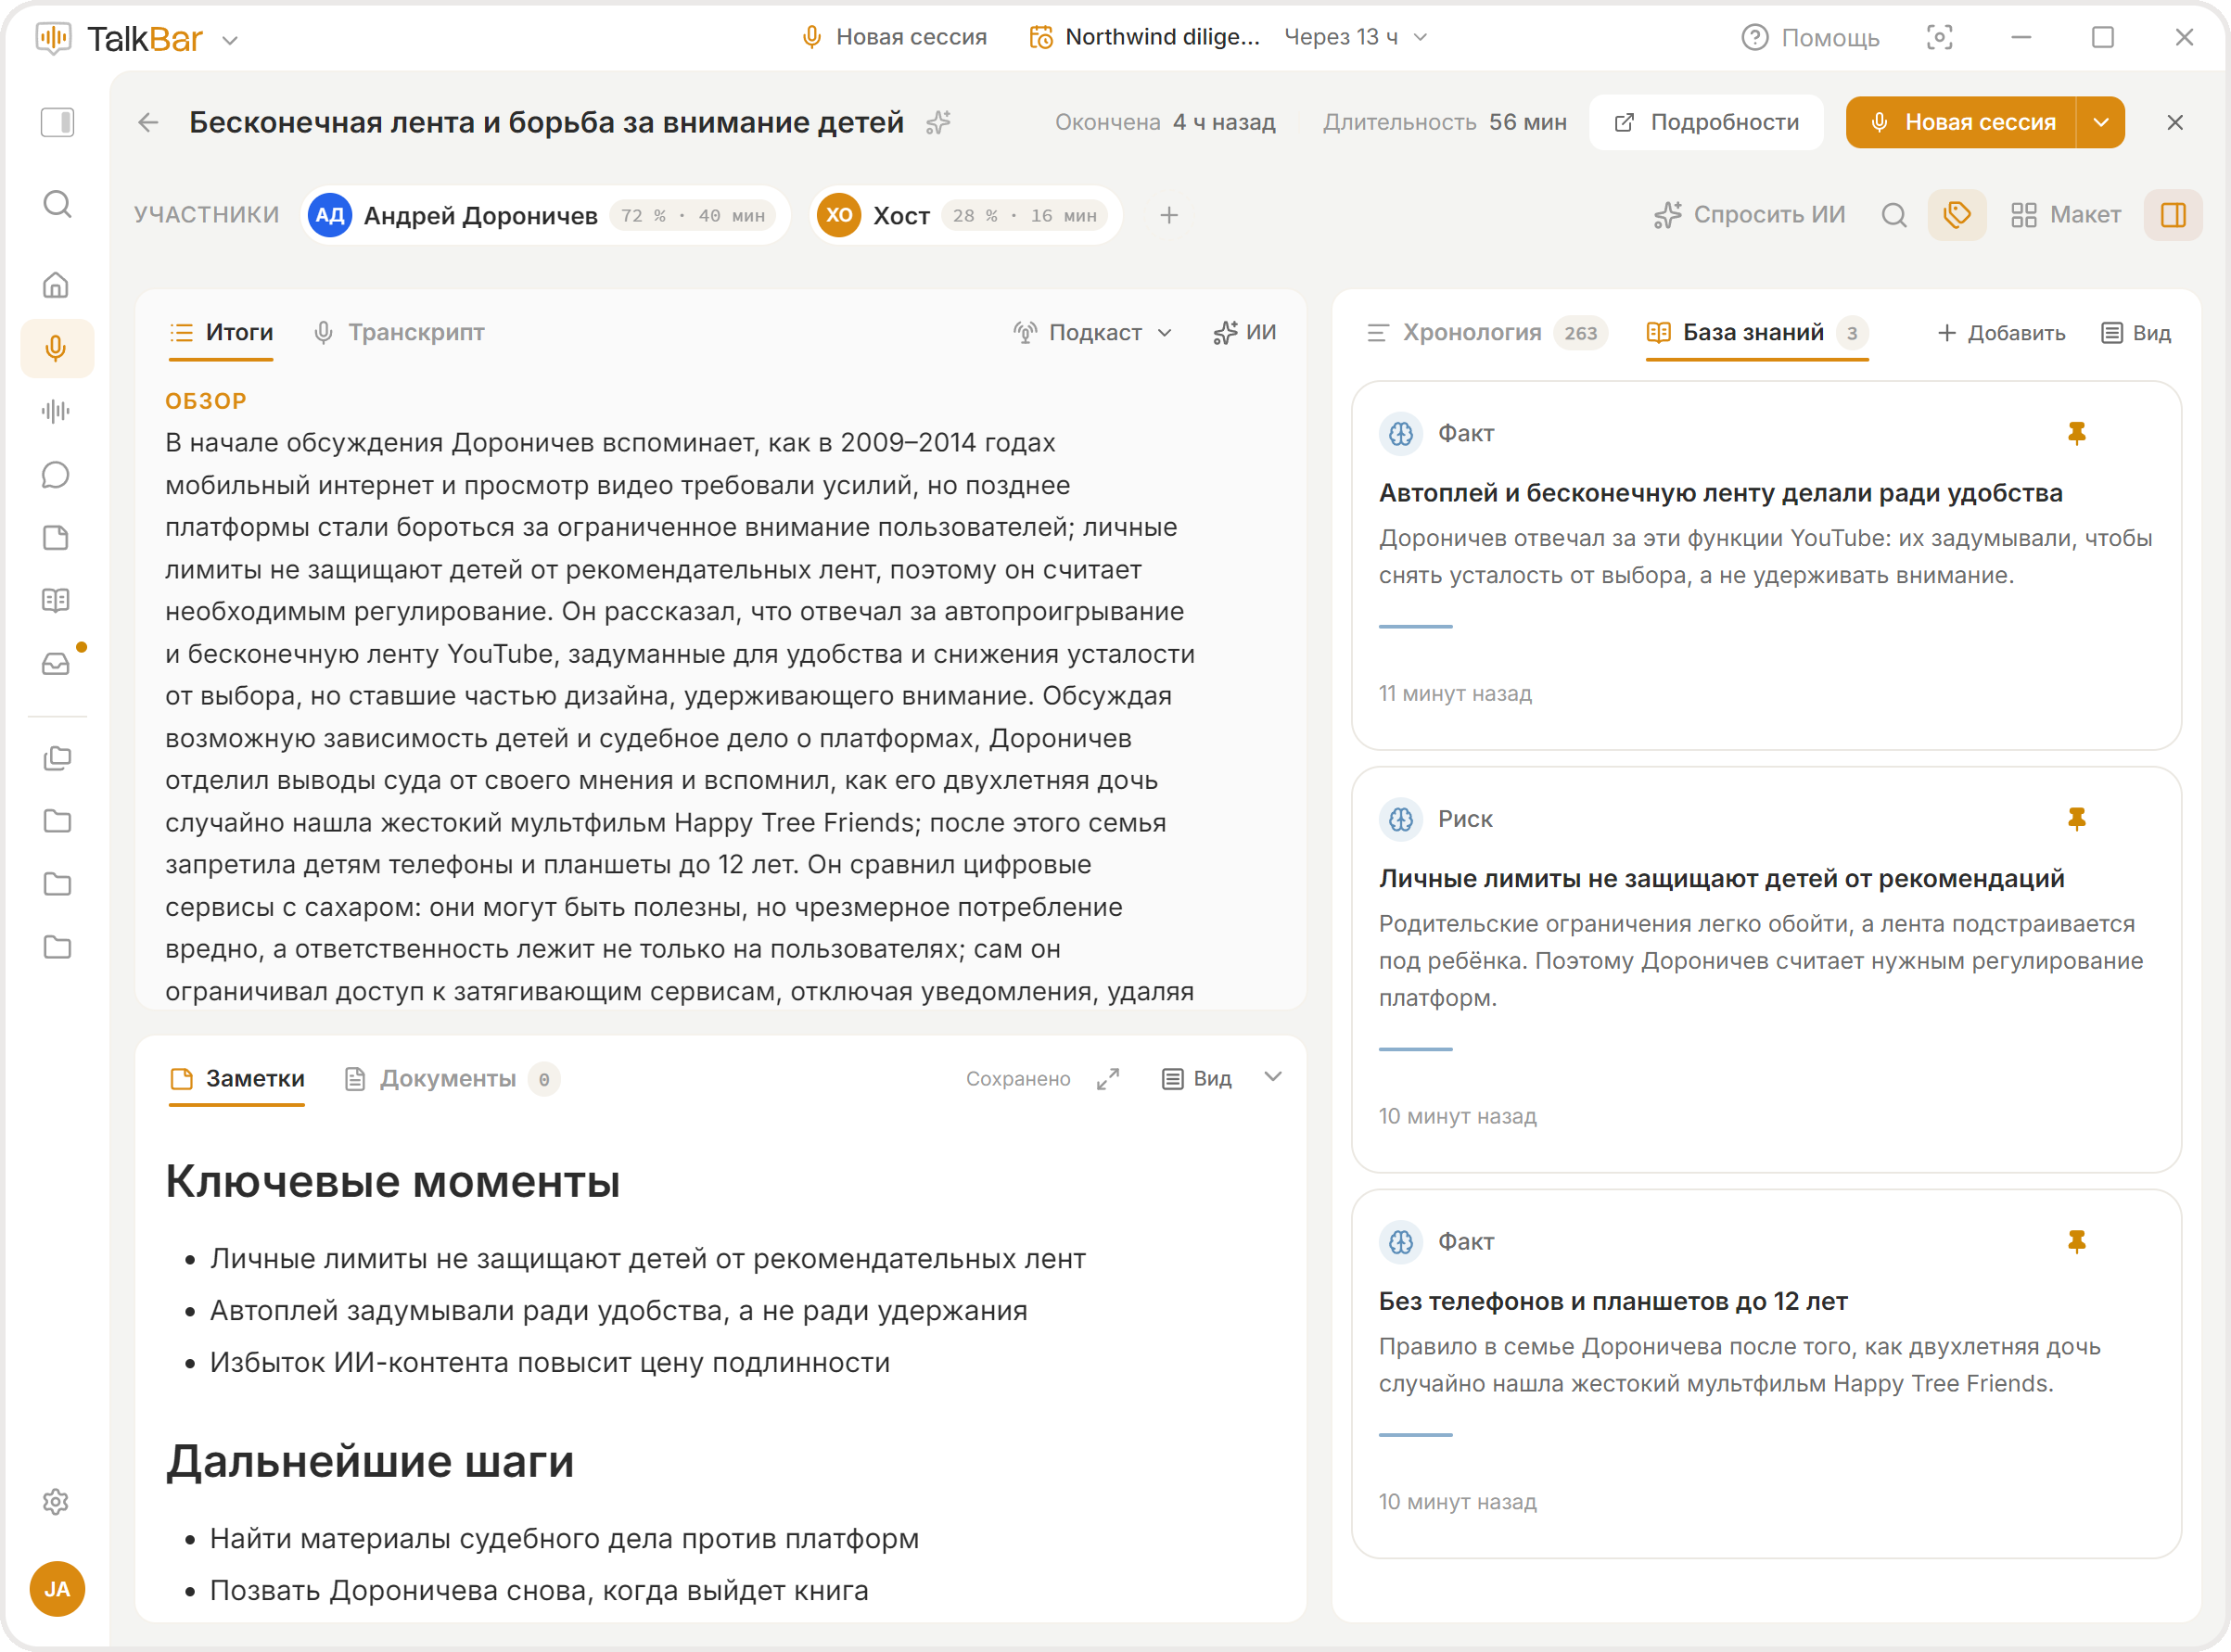 TalkBar
Новая сессия
Northwind dilige...
Через 13 ч
Помощь
Бесконечная лента и борьба за внимание детей
Окончена 4 ч назад
Длительность 56 мин
Подробности
Новая сессия
УЧАСТНИКИ
АД Андрей Дороничев 72 % · 40 мин
ХО Хост 28 % · 16 мин
Спросить ИИ
Макет
Итоги
Транскрипт
Подкаст
ИИ
ОБЗОР
В начале обсуждения Дороничев вспоминает, как в 2009–2014 годах
мобильный интернет и просмотр видео требовали усилий, но позднее
платформы стали бороться за ограниченное внимание пользователей; личные
лимиты не защищают детей от рекомендательных лент, поэтому он считает
необходимым регулирование. Он рассказал, что отвечал за автопроигрывание
и бесконечную ленту YouTube, задуманные для удобства и снижения усталости
от выбора, но ставшие частью дизайна, удерживающего внимание. Обсуждая
возможную зависимость детей и судебное дело о платформах, Дороничев
отделил выводы суда от своего мнения и вспомнил, как его двухлетняя дочь
случайно нашла жестокий мультфильм Happy Tree Friends; после этого семья
запретила детям телефоны и планшеты до 12 лет. Он сравнил цифровые
сервисы с сахаром: они могут быть полезны, но чрезмерное потребление
вредно, а ответственность лежит не только на пользователях; сам он
ограничивал доступ к затягивающим сервисам, отключая уведомления, удаляя
Заметки
Документы 0
Сохранено
Вид
Ключевые моменты
• Личные лимиты не защищают детей от рекомендательных лент
• Автоплей задумывали ради удобства, а не ради удержания
• Избыток ИИ-контента повысит цену подлинности
Дальнейшие шаги
• Найти материалы судебного дела против платформ
• Позвать Дороничева снова, когда выйдет книга
Хронология 263
База знаний 3
Добавить
Вид
Факт
Автоплей и бесконечную ленту делали ради удобства
Дороничев отвечал за эти функции YouTube: их задумывали, чтобы
снять усталость от выбора, а не удерживать внимание.
11 минут назад
Риск
Личные лимиты не защищают детей от рекомендаций
Родительские ограничения легко обойти, а лента подстраивается
под ребёнка. Поэтому Дороничев считает нужным регулирование
платформ.
10 минут назад
Факт
Без телефонов и планшетов до 12 лет
Правило в семье Дороничева после того, как двухлетняя дочь
случайно нашла жестокий мультфильм Happy Tree Friends.
10 минут назад
JA